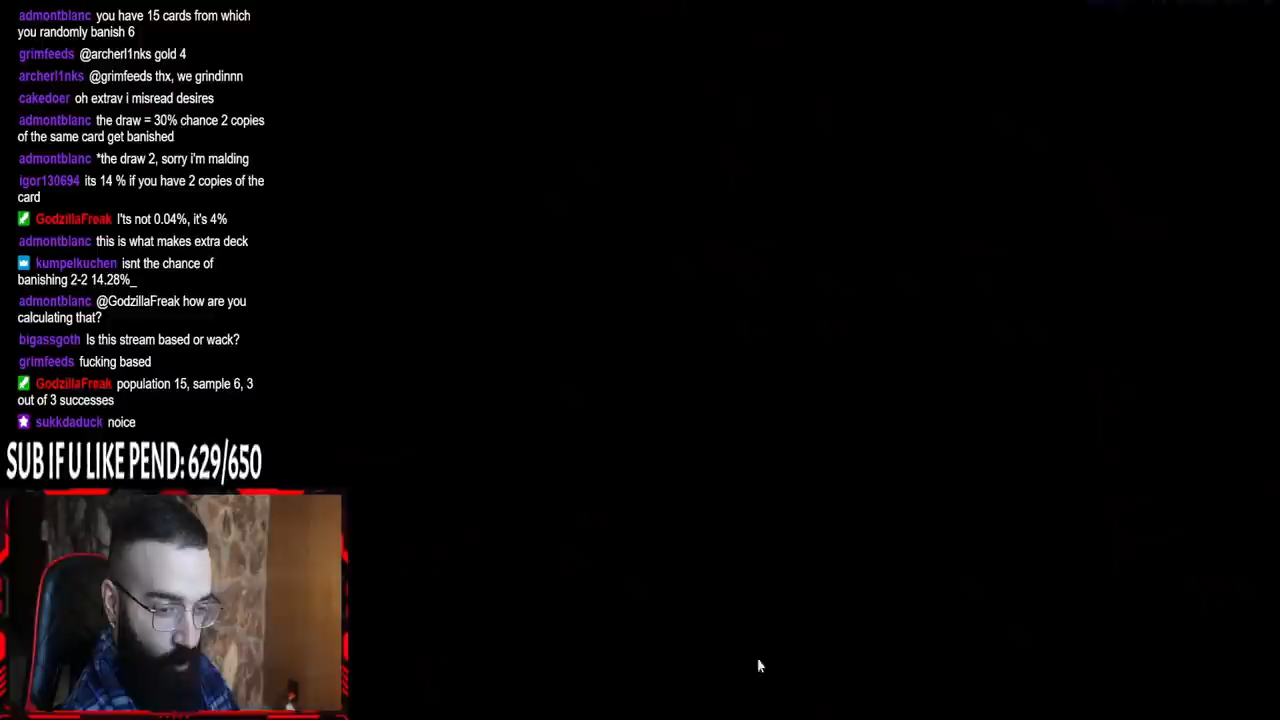 admontblanc you have 15 cards from which
you randomly banish 6
grimfeeds @archerl1nks gold 4
archerl1nks @grimfeeds thx, we grindinnn
cakedoer oh extrav i misread desires
admontblanc the draw = 30% chance 2 copies
of the same card get banished
admontblanc *the draw 2, sorry i'm malding
igor130694 its 14 % if you have 2 copies of the
card
GodzillaFreak I'ts not 0.04%, it's 4%
admontblanc this is what makes extra deck
kumpelkuchen isnt the chance of
banishing 2-2 14.28%_
admontblanc @GodzillaFreak how are you
calculating that?
bigassgoth Is this stream based or wack?
grimfeeds fucking based
GodzillaFreak population 15, sample 6, 3
out of 3 successes
sukkdaduck noice
SUB IF U LIKE PEND: 629/650